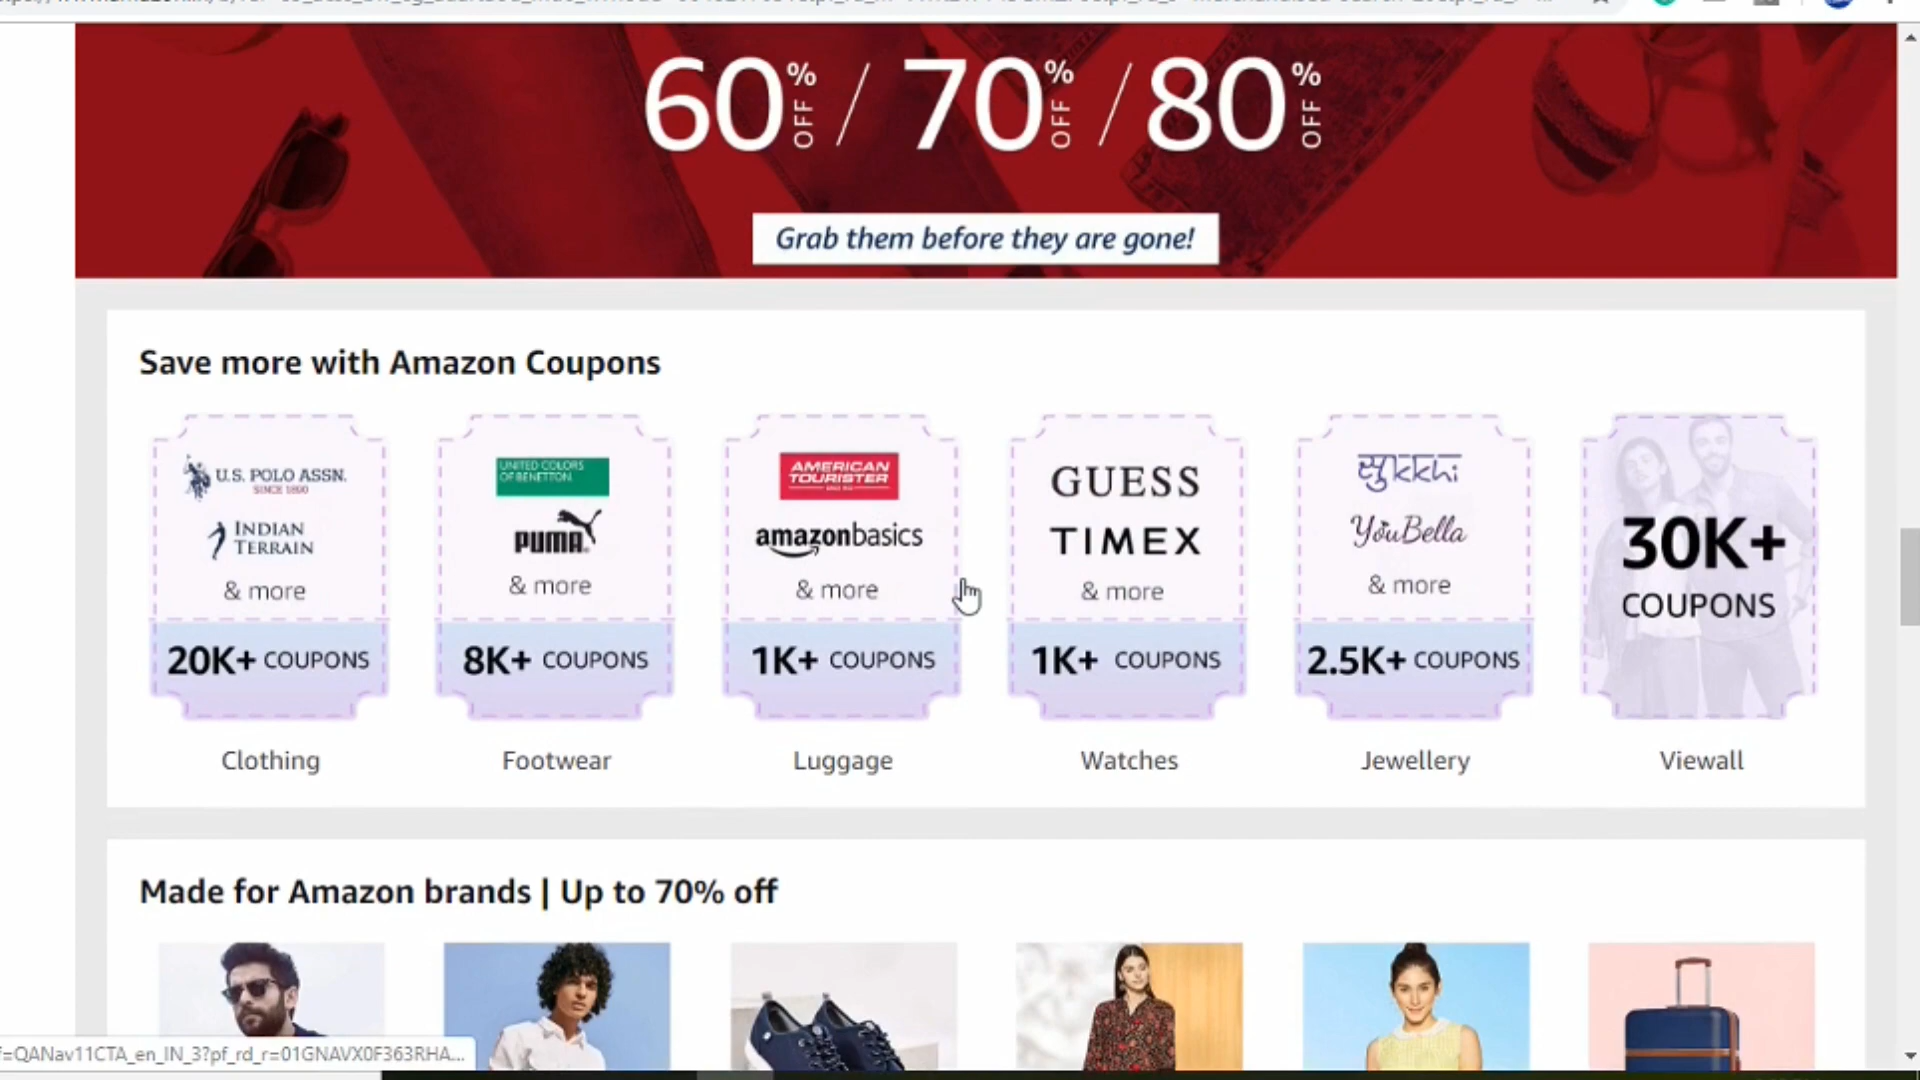 60% OFF / 70% OFF / 80% OFF
Grab them before they are gone!
Save more with Amazon Coupons
U.S. POLO ASSN.
SINCE 1890
INDIAN
TERRAIN
& more
20K+ COUPONS
Clothing
UNITED COLORS
OF BENETTON.
PUMA
& more
8K+ COUPONS
Footwear
AMERICAN
TOURISTER
amazonbasics
& more
1K+ COUPONS
Luggage
GUESS
TIMEX
& more
1K+ COUPONS
Watches
सुkkhi
YouBella
& more
2.5K+ COUPONS
Jewellery
30K+
COUPONS
Viewall
Made for Amazon brands | Up to 70% off
f=QANav11CTA_en_IN_3?pf_rd_r=01GNAVX0F363RHA...